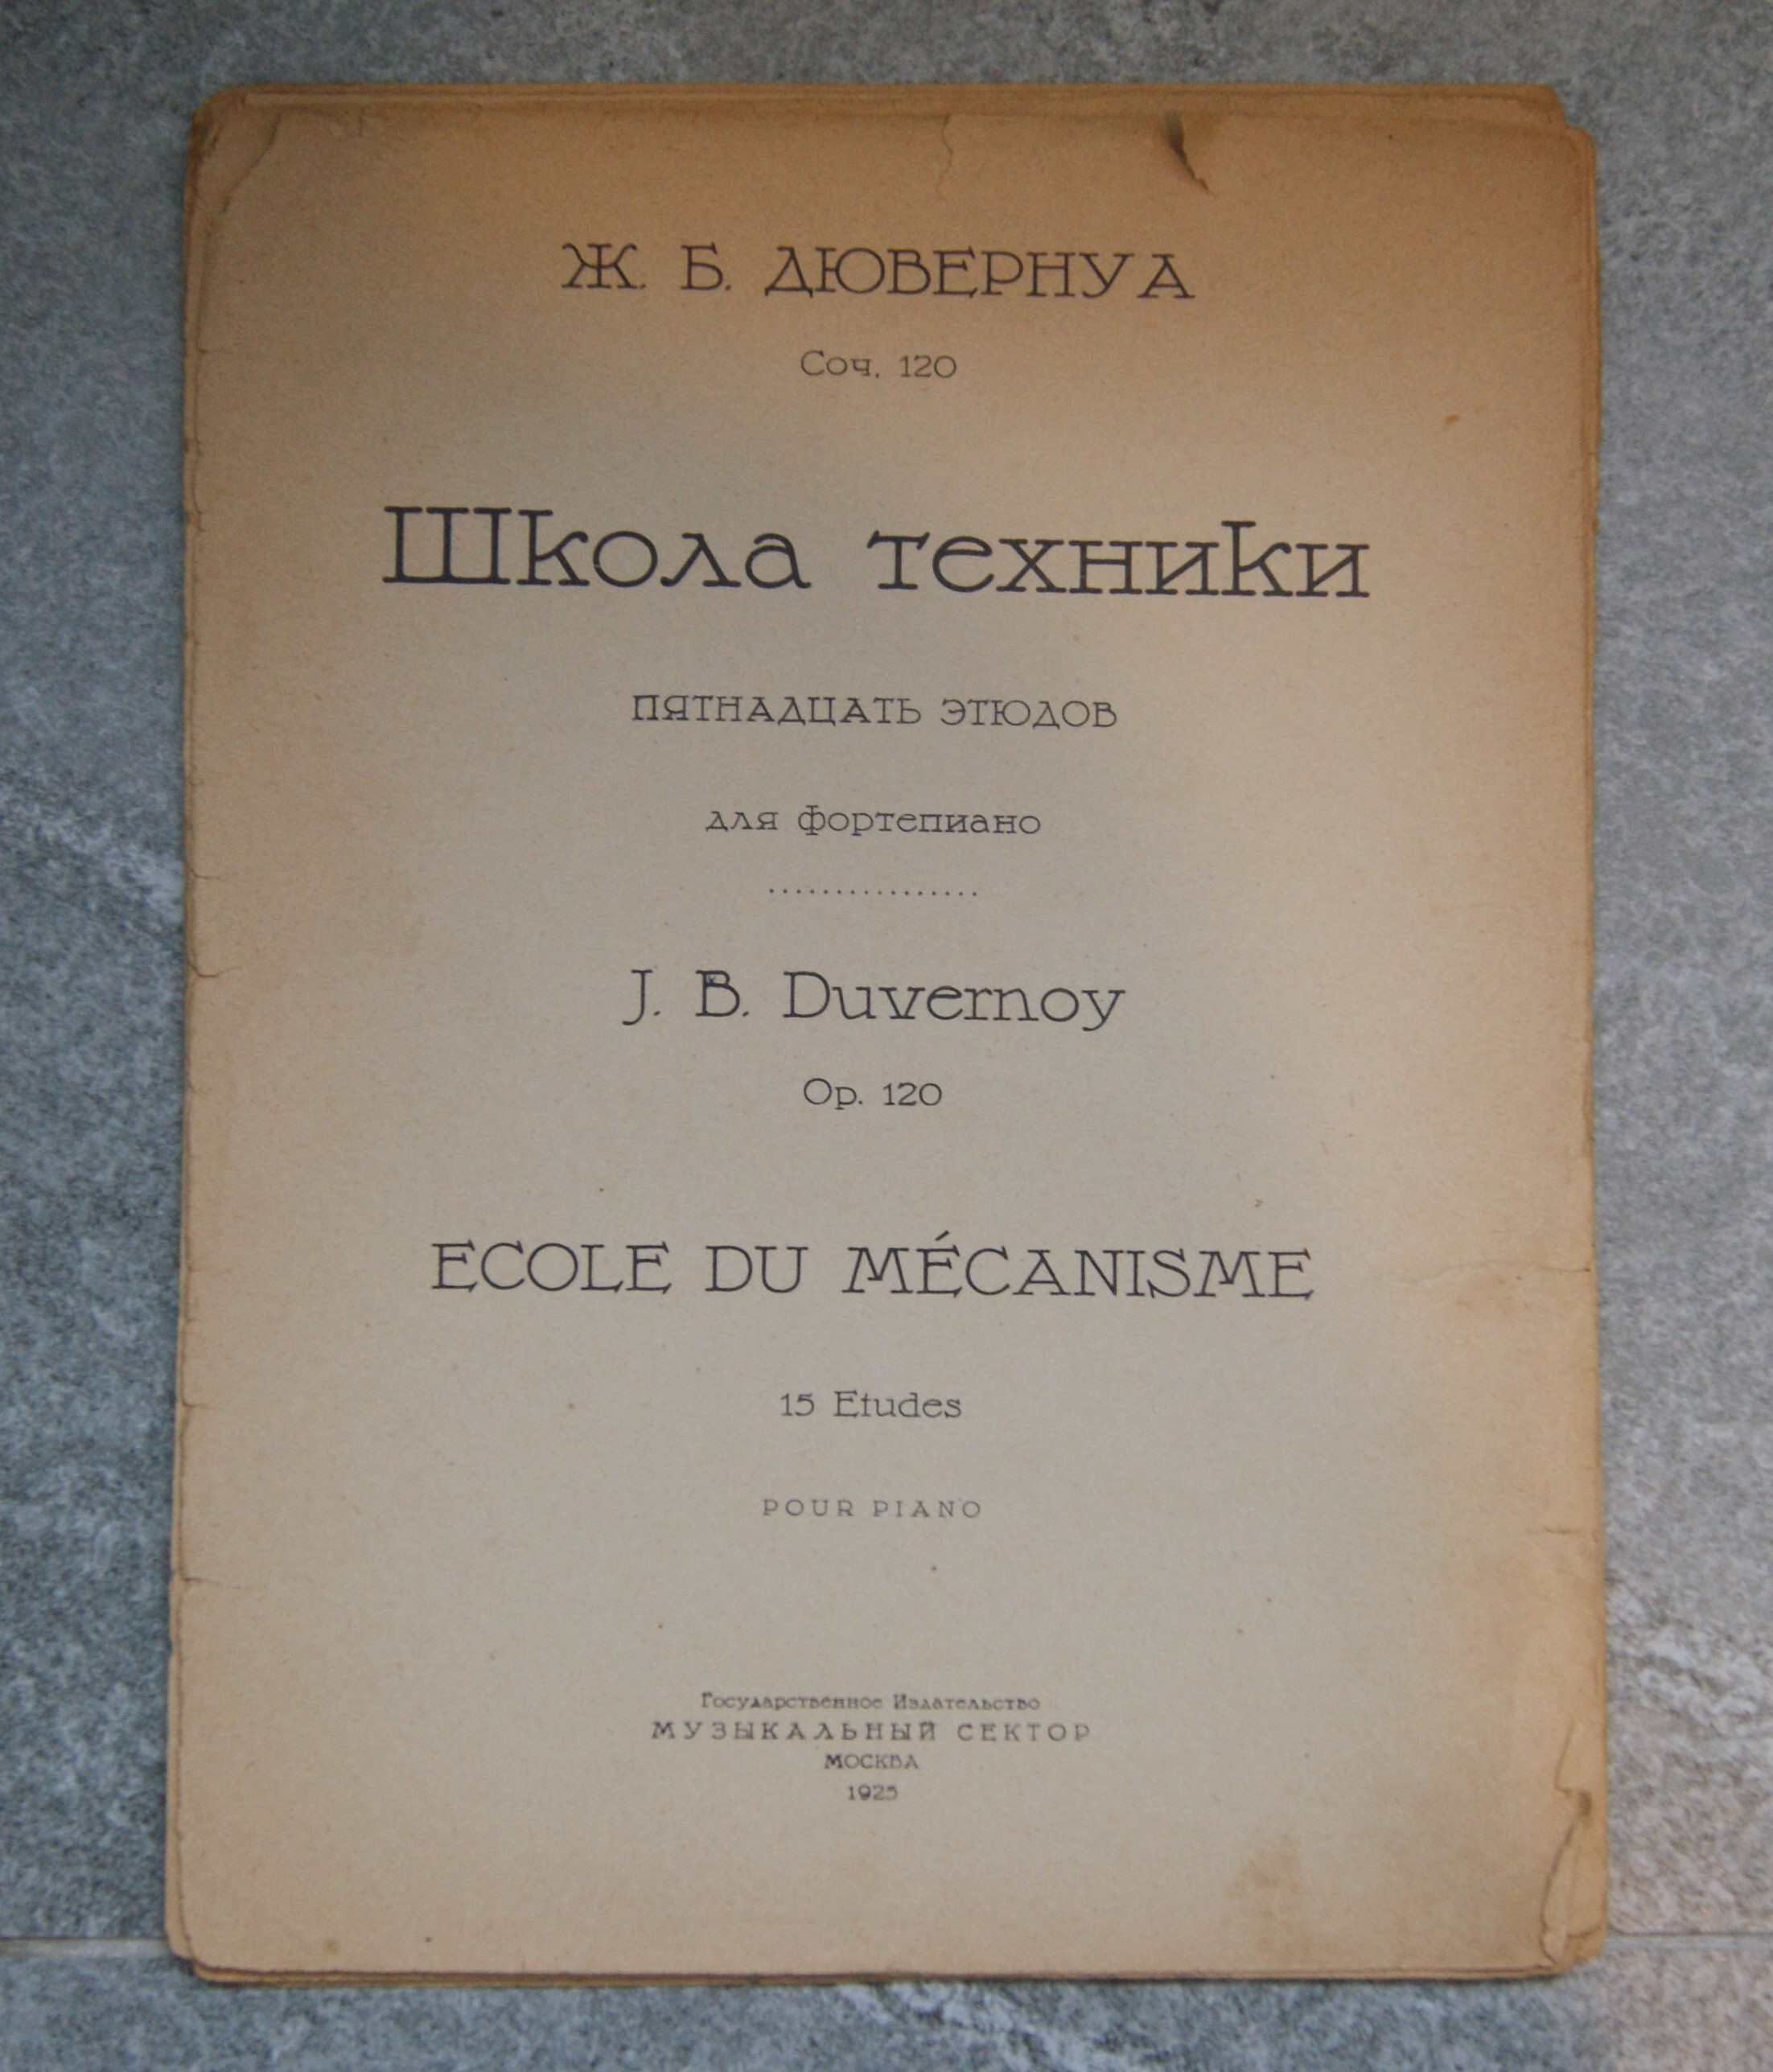 Ж. Б. ДЮВЕРНУА
Соч. 120
Школа техники
ПЯТНАДЦАТЬ ЭТЮДОВ
для фортепиано
................
J. B. Duvernoy
Op. 120
ECOLE DU MÉCANISME
15 Etudes
POUR PIANO
Государственное Издательство
МУЗЫКАЛЬНЫЙ СЕКТОР
МОСКВА
1925